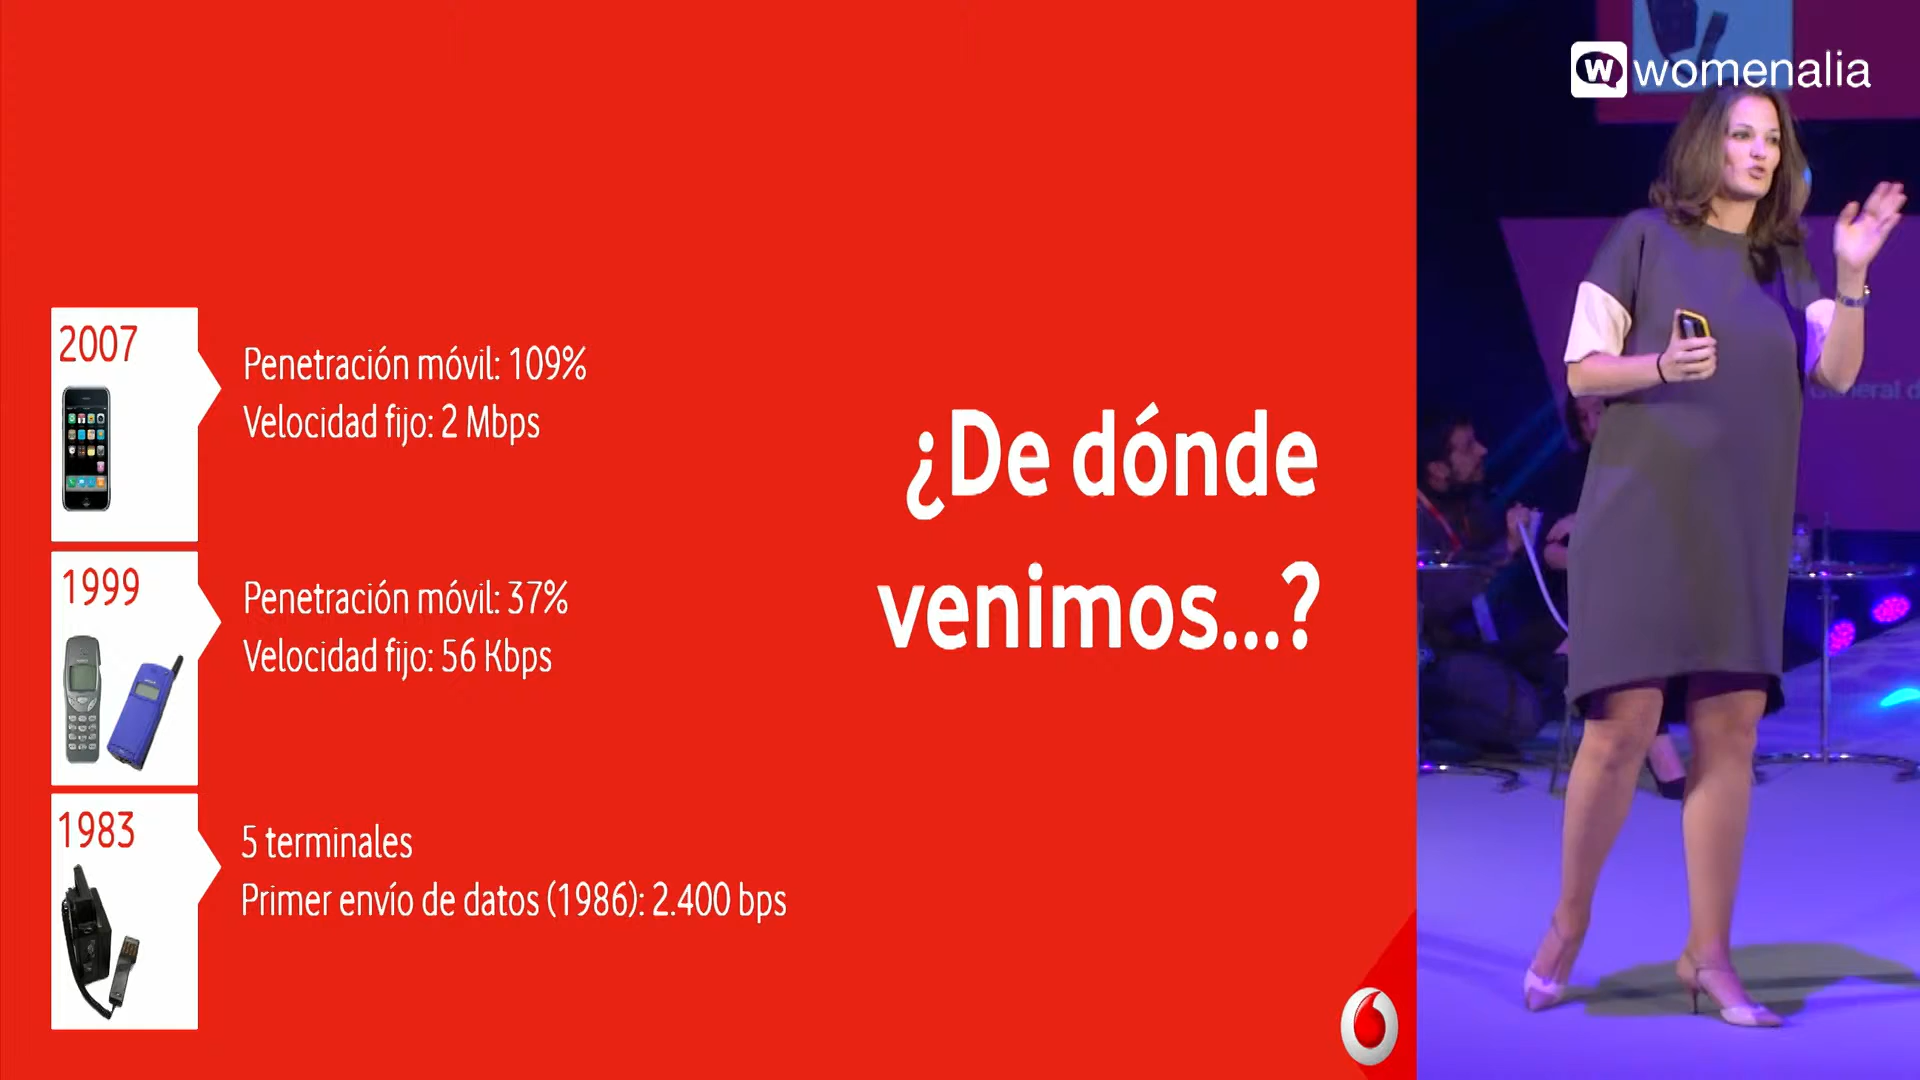 womenalia
2007
Penetración móvil: 109%
Velocidad fijo: 2 Mbps
1999
Penetración móvil: 37%
Velocidad fijo: 56 Kbps
1983
5 terminales
Primer envío de datos (1986): 2.400 bps
¿De dónde
venimos...?